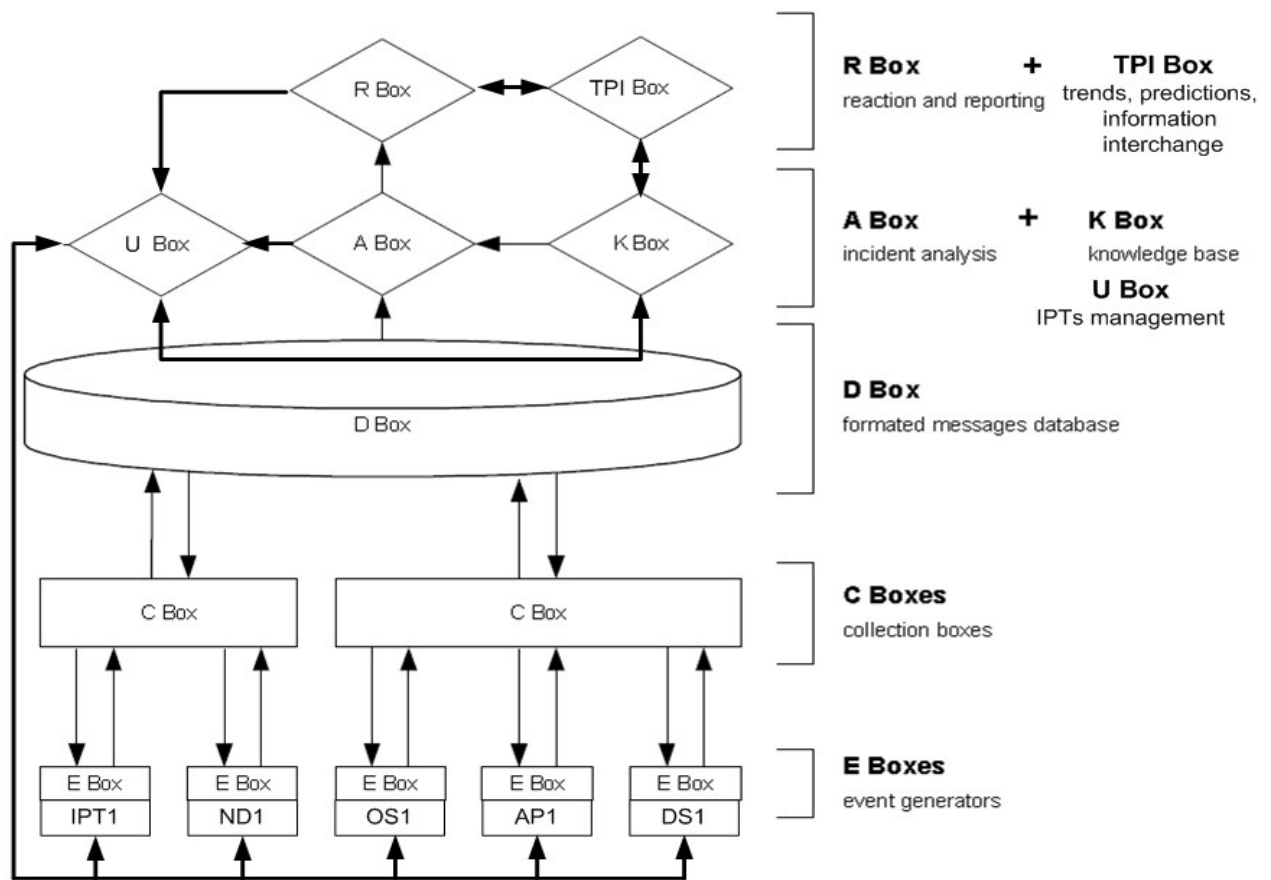 R Box
TPI Box
R Box + TPI Box
reaction and reporting
trends, predictions,
information
interchange
U Box
A Box
K Box
A Box + K Box
incident analysis
knowledge base
U Box
IPTs management
D Box
D Box
formated messages database
C Box
C Box
C Boxes
collection boxes
E Box
E Box
E Box
E Box
E Box
IPT1
ND1
OS1
AP1
DS1
E Boxes
event generators